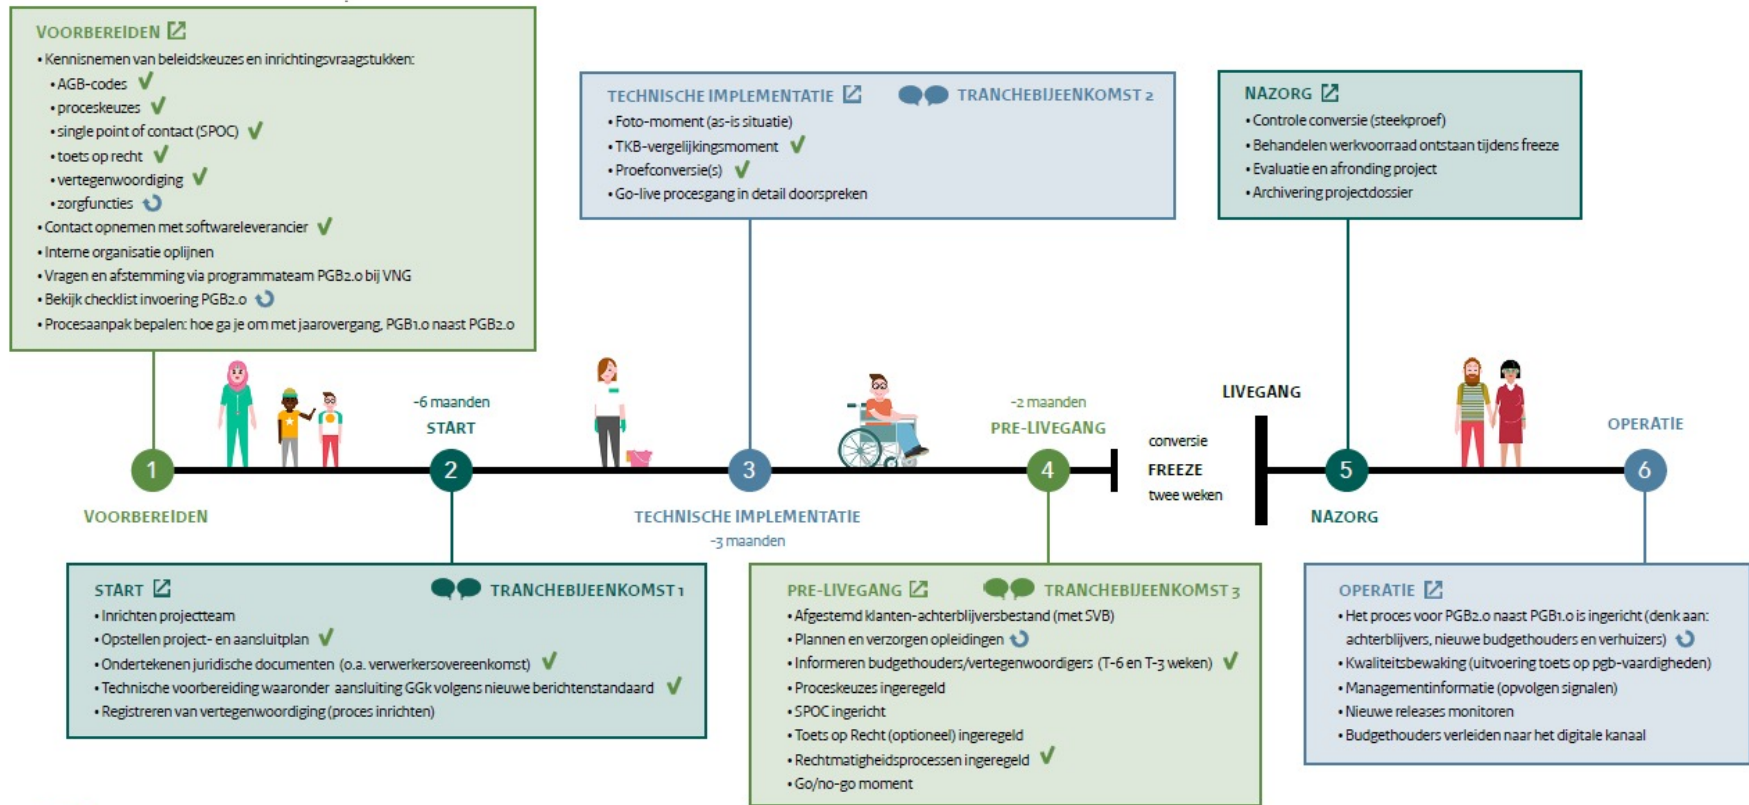 VOORBEREIDEN
• Kennisnemen van beleidskeuzes en inrichtingsvraagstukken:
• AGB-codes
• proceskeuzes
• single point of contact (SPOC)
• toets op recht
• vertegenwoordiging
• zorgfuncties
• Contact opnemen met softwareleverancier
• Interne organisatie oplijnen
• Vragen en afstemming via programmateam PGB2.0 bij VNG
• Bekijk checklist invoering PGB2.0
• Procesaanpak bepalen: hoe ga je om met jaarovergang, PGB1.0 naast PGB2.0
TECHNISCHE IMPLEMENTATIE
TRANCHEBIJEENKOMST 2
• Foto-moment (as-is situatie)
• TKB-vergelijkingsmoment
• Proefconversie(s)
• Go-live procesgang in detail doorspreken
NAZORG
• Controle conversie (steekproef)
• Behandelen werkvoorraad ontstaan tijdens freeze
• Evaluatie en afronding project
• Archivering projectdossier
1
VOORBEREIDEN
-6 maanden
START
2
3
TECHNISCHE IMPLEMENTATIE
-3 maanden
-2 maanden
PRE-LIVEGANG
4
conversie
FREEZE
twee weken
LIVEGANG
5
NAZORG
OPERATIE
6
START
TRANCHEBIJEENKOMST 1
• Inrichten projectteam
• Opstellen project- en aansluitplan
• Ondertekenen juridische documenten (o.a. verwerkersovereenkomst)
• Technische voorbereiding waaronder aansluiting GGk volgens nieuwe berichtenstandaard
• Registreren van vertegenwoordiging (proces inrichten)
PRE-LIVEGANG
TRANCHEBIJEENKOMST 3
• Afgestemd klanten-achterblijversbestand (met SVB)
• Plannen en verzorgen opleidingen
• Informeren budgethouders/vertegenwoordigers (T-6 en T-3 weken)
• Proceskeuzes ingeregeld
• SPOC ingericht
• Toets op Recht (optioneel) ingeregeld
• Rechtmatigheidsprocessen ingeregeld
• Go/no-go moment
OPERATIE
• Het proces voor PGB2.0 naast PGB1.0 is ingericht (denk aan:
achterblijvers, nieuwe budgethouders en verhuizers)
• Kwaliteitsbewaking (uitvoering toets op pgb-vaardigheden)
• Managementinformatie (opvolgen signalen)
• Nieuwe releases monitoren
• Budgethouders verleiden naar het digitale kanaal